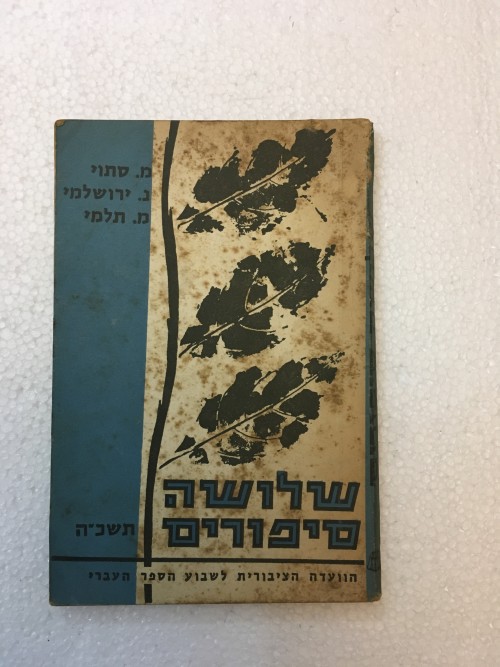 מ. סתוי
נ. ירושלמי
מ. תלמי
שלושה
סיפורים
תשכ״ה
הוועדה הציבורית לשבוע הספר העברי